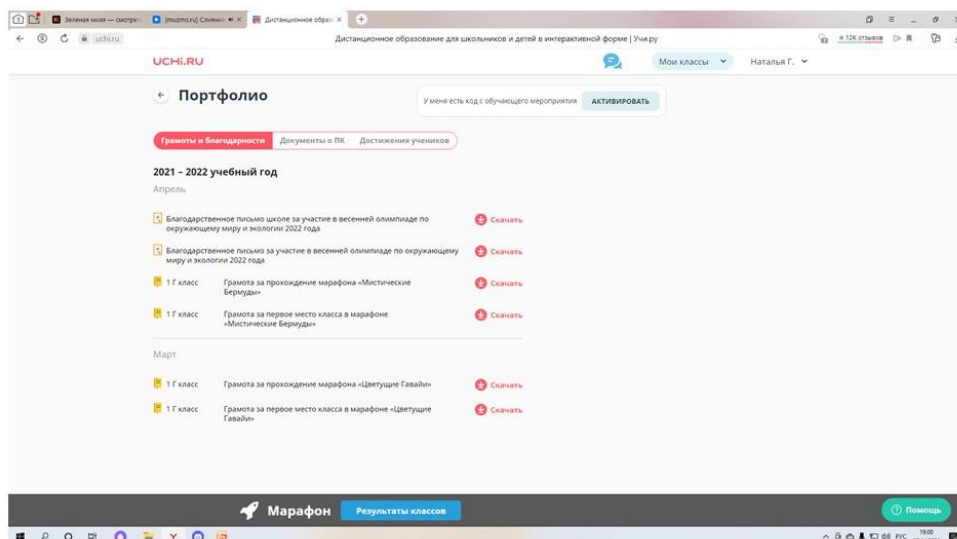 Зеленая миля — смотреть
[muzmo.ru] Слияние
Дистанционное образ
uchi.ru
Дистанционное образование для школьников и детей в интерактивной форме | Учи.ру
12K отзывов
UCHi.RU
Мои классы
Наталья Г.
Портфолио
У меня есть код с обучающего мероприятия
АКТИВИРОВАТЬ
Грамоты и благодарности
Документы о ПК
Достижения учеников
2021 – 2022 учебный год
Апрель
Благодарственное письмо школе за участие в весенней олимпиаде по
окружающему миру и экологии 2022 года
Скачать
Благодарственное письмо за участие в весенней олимпиаде по окружающему
миру и экологии 2022 года
Скачать
1 Г класс
Грамота за прохождение марафона «Мистические
Бермуды»
Скачать
1 Г класс
Грамота за первое место класса в марафоне
«Мистические Бермуды»
Скачать
Март
1 Г класс
Грамота за прохождение марафона «Цветущие Гавайи»
Скачать
1 Г класс
Грамота за первое место класса в марафоне «Цветущие
Гавайи»
Скачать
Марафон
Результаты классов
Помощь
РУС
19:00